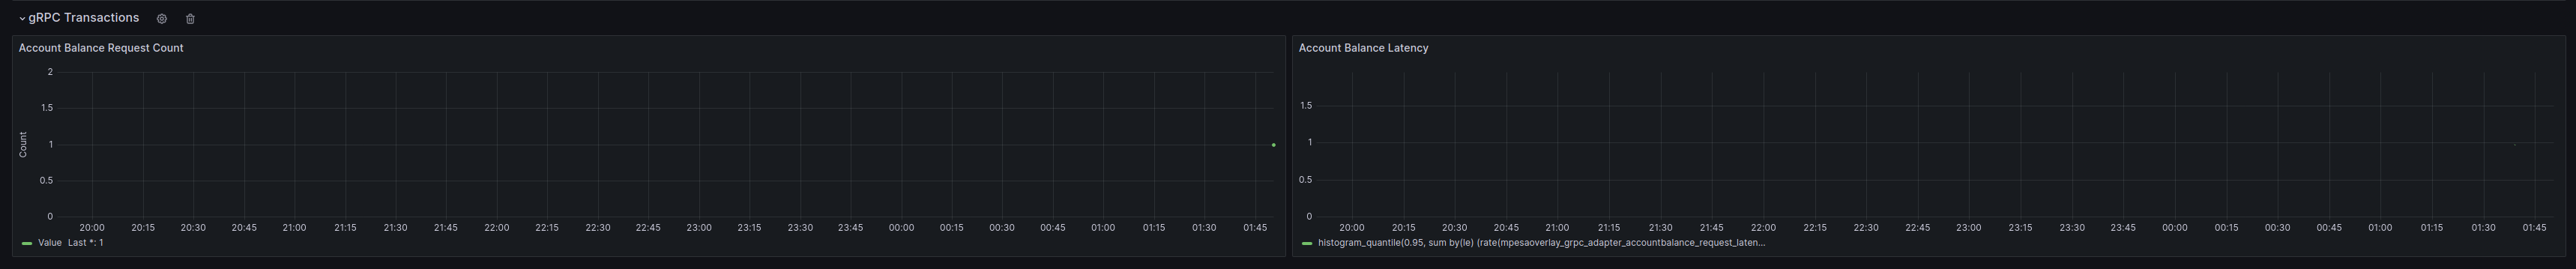 gRPC Transactions
Account Balance Request Count
2
1.5
1
0.5
0
Count
20:00 20:15 20:30 20:45 21:00 21:15 21:30 21:45 22:00 22:15 22:30 22:45 23:00 23:15 23:30 23:45 00:00 00:15 00:30 00:45 01:00 01:15 01:30 01:45
Value Last *: 1
Account Balance Latency
1.5
1
0.5
0
20:00 20:15 20:30 20:45 21:00 21:15 21:30 21:45 22:00 22:15 22:30 22:45 23:00 23:15 23:30 23:45 00:00 00:15 00:30 00:45 01:00 01:15 01:30 01:45
histogram_quantile(0.95, sum by(le) (rate(mpesaoverlay_grpc_adapter_accountbalance_request_laten...